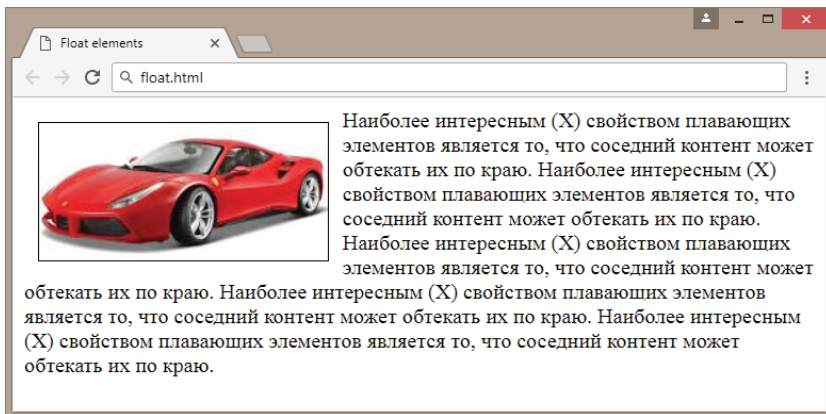 Float elements
float.html
Наиболее интересным (X) свойством плавающих
элементов является то, что соседний контент может
обтекать их по краю. Наиболее интересным (X)
свойством плавающих элементов является то, что
соседний контент может обтекать их по краю.
Наиболее интересным (X) свойством плавающих
элементов является то, что соседний контент может
обтекать их по краю. Наиболее интересным (X) свойством плавающих элементов
является то, что соседний контент может обтекать их по краю. Наиболее интересным
(X) свойством плавающих элементов является то, что соседний контент может
обтекать их по краю.